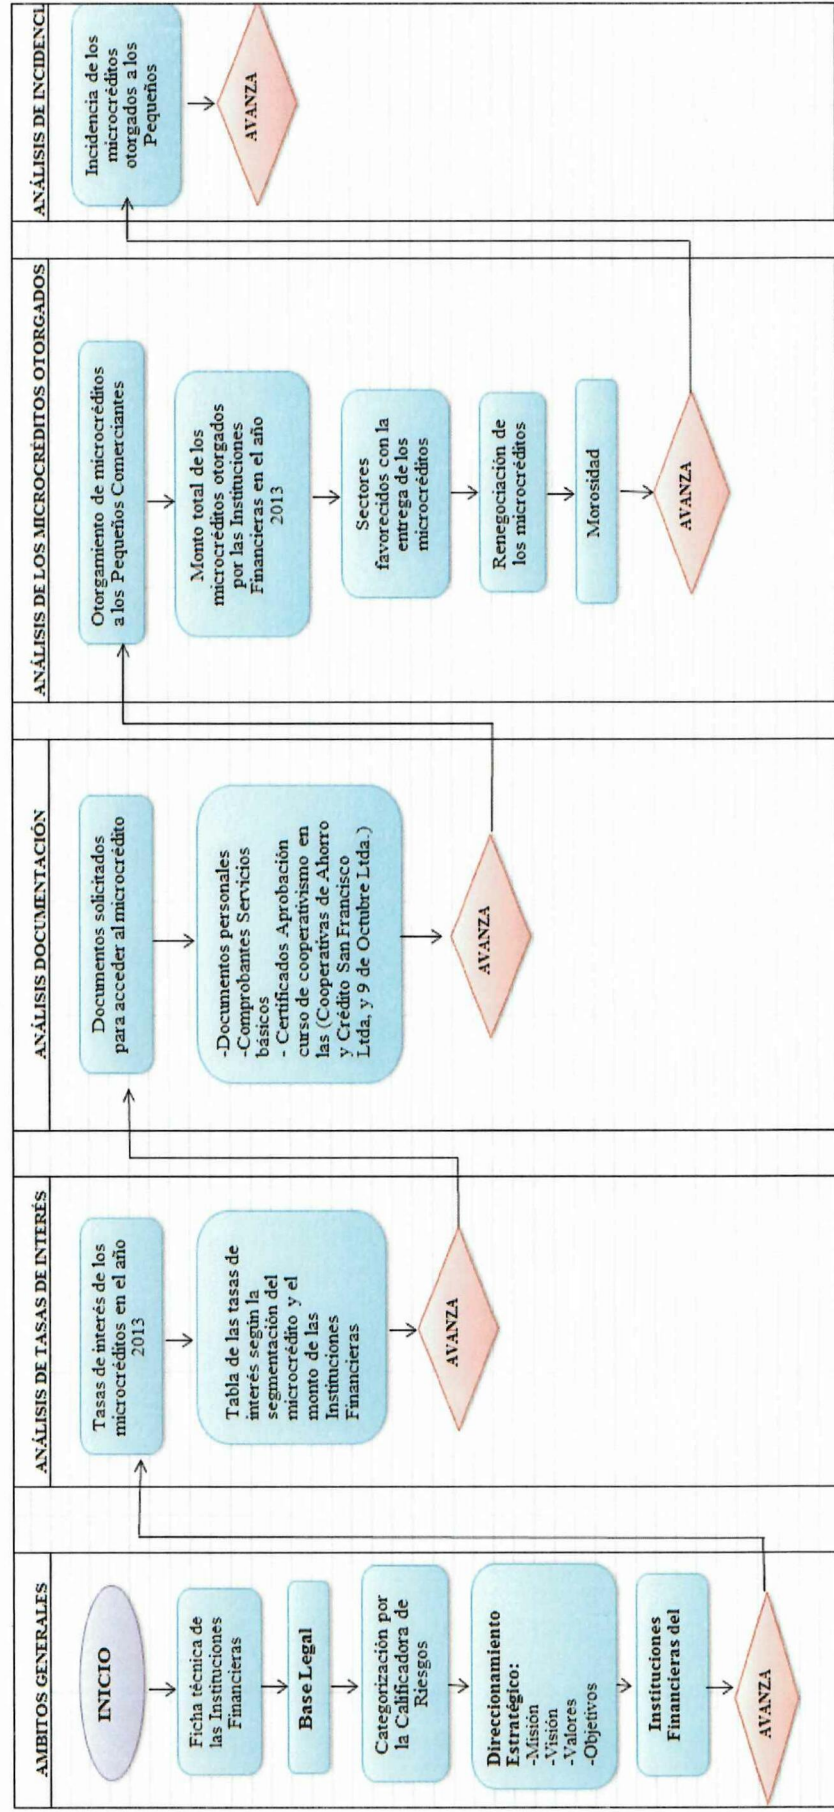 AMBITOS GENERALES
INICIO
Ficha técnica de
las Instituciones
Financieras
Base Legal
Categorización por
la Calificadora de
Riesgos
Direccionamiento
Estratégico:
-Misión
-Visión
-Valores
-Objetivos
Instituciones
Financieras del
AVANZA
ANÁLISIS DE TASAS DE INTERÉS
Tasas de interés de los
microcréditos en el año
2013
Tabla de las tasas de
interés según la
segmentación del
microcrédito y el
monto de las
Instituciones
Financieras
AVANZA
ANÁLISIS DOCUMENTACIÓN
Documentos solicitados
para acceder al microcrédito
-Documentos personales
-Comprobantes Servicios
básicos
- Certificados Aprobación
curso de cooperativismo en
las (Cooperativas de Ahorro
y Crédito San Francisco
Ltda, y 9 de Octubre Ltda.)
AVANZA
ANÁLISIS DE LOS MICROCRÉDITOS OTORGADOS
Otorgamiento de microcréditos
a los Pequeños Comerciantes
Monto total de los
microcréditos otorgados
por las Instituciones
Financieras en el año
2013
Sectores
favorecidos con la
entrega de los
microcréditos
Renegociación de
los microcréditos
Morosidad
AVANZA
ANÁLISIS DE INCIDENCI
Incidencia de los
microcréditos
otorgados a los
Pequeños
AVANZA